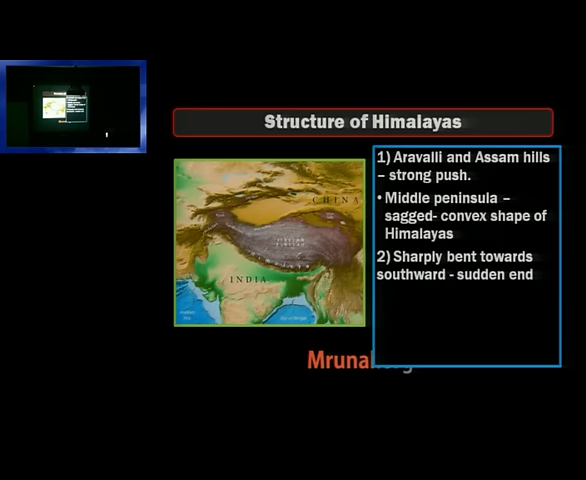 Structure of Himalayas
1) Aravalli and Assam hills
– strong push.
• Middle peninsula –
sagged- convex shape of
Himalayas
2) Sharply bent towards
southward - sudden end
CHINA
INDIA